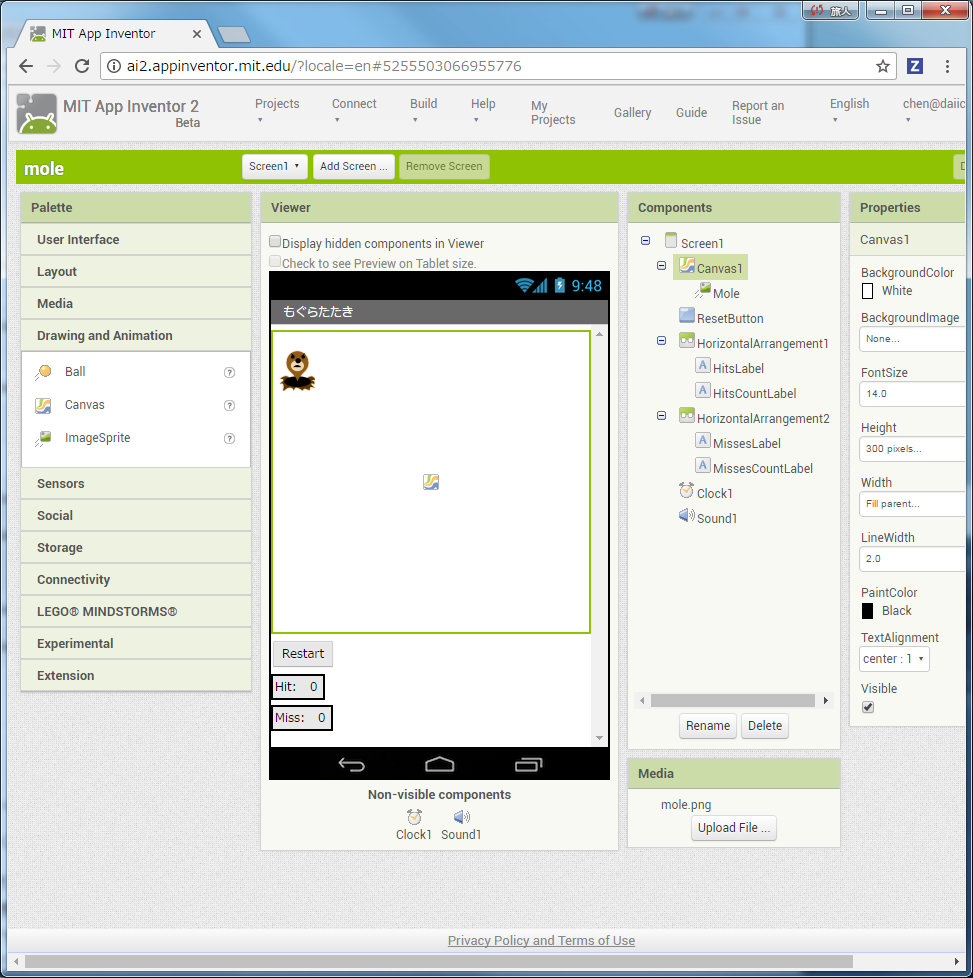 旅人
MIT App Inventor
ai2.appinventor.mit.edu/?locale=en#5255503066955776
Z
MIT App Inventor 2
Beta
Projects
Connect
Build
Help
My Projects
Gallery
Guide
Report an Issue
English
chen@daiic
mole
Screen1
Add Screen ...
Remove Screen
Palette
User Interface
Layout
Media
Drawing and Animation
Ball
?
Canvas
?
ImageSprite
?
Sensors
Social
Storage
Connectivity
LEGO® MINDSTORMS®
Experimental
Extension
Viewer
Display hidden components in Viewer
Check to see Preview on Tablet size.
9:48
もぐらたたき
Restart
Hit: 0
Miss: 0
Non-visible components
Clock1 Sound1
Components
Screen1
Canvas1
Mole
ResetButton
HorizontalArrangement1
A HitsLabel
A HitsCountLabel
HorizontalArrangement2
A MissesLabel
A MissesCountLabel
Clock1
Sound1
Rename
Delete
Media
mole.png
Upload File ...
Properties
Canvas1
BackgroundColor
White
BackgroundImage
None...
FontSize
14.0
Height
300 pixels...
Width
Fill parent...
LineWidth
2.0
PaintColor
Black
TextAlignment
center : 1
Visible
Privacy Policy and Terms of Use